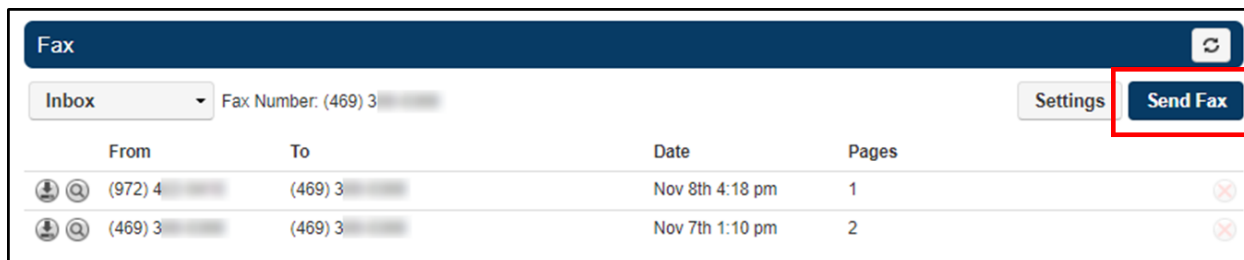 Fax
Inbox Fax Number: (469) 3 Settings Send Fax
From To Date Pages
(972) 4 (469) 3 Nov 8th 4:18 pm 1
(469) 3 (469) 3 Nov 7th 1:10 pm 2